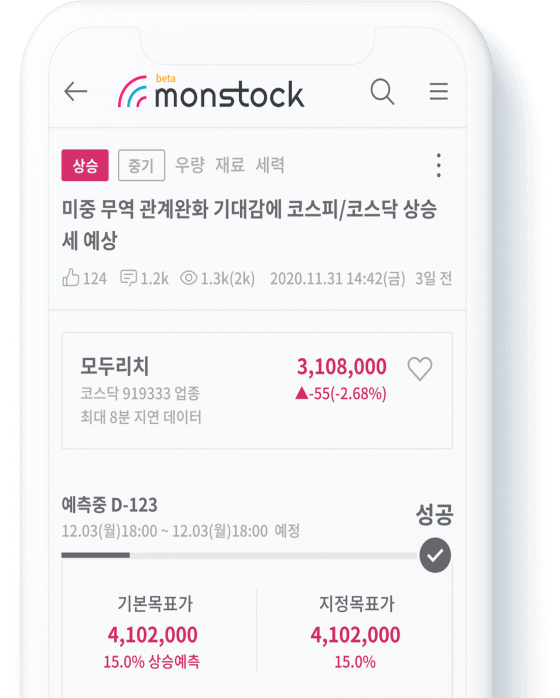 beta
monstock
상승 중기 우량 재료 세력
미중 무역 관계완화 기대감에 코스피/코스닥 상승
세 예상
124 1.2k 1.3k(2k) 2020.11.31 14:42(금) 3일 전
모두리치 3,108,000
코스닥 919333 업종 ▲-55(-2.68%)
최대 8분 지연 데이터
예측중 D-123 성공
12.03(월)18:00 ~ 12.03(월)18:00 예정
기본목표가 지정목표가
4,102,000 4,102,000
15.0% 상승예측 15.0%